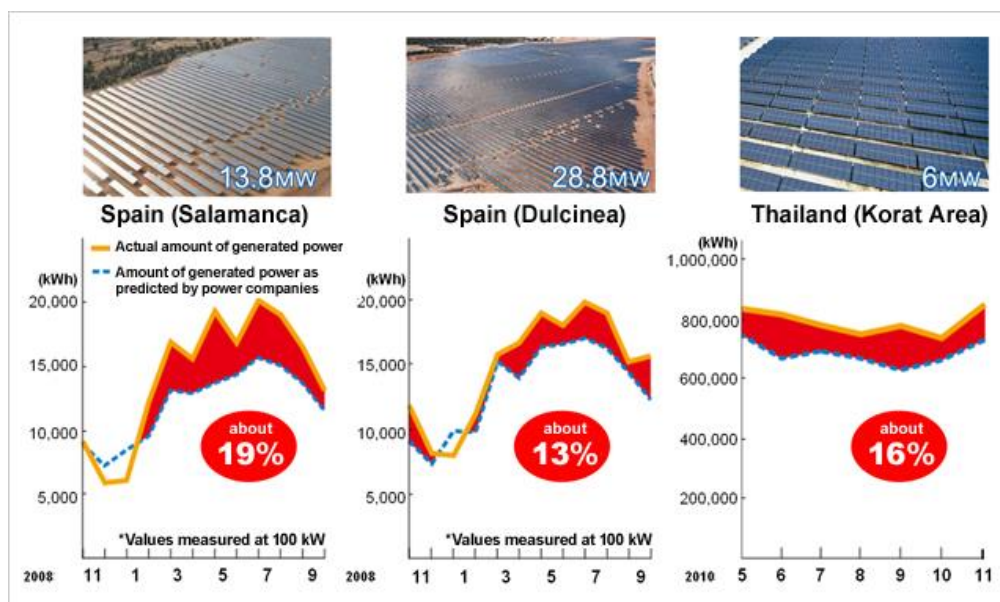 13.8MW
28.8MW
6MW
Spain (Salamanca)
Spain (Dulcinea)
Thailand (Korat Area)
Actual amount of generated power
Amount of generated power as
predicted by power companies
(kWh)
20,000
15,000
10,000
5,000
about
19%
*Values measured at 100 kW
2008
11 1 3 5 7 9
(kWh)
20,000
15,000
10,000
5,000
about
13%
*Values measured at 100 kW
2008
11 1 3 5 7 9
(kWh)
1,000,000
800,000
600,000
400,000
200,000
about
16%
2010
5 6 7 8 9 10 11